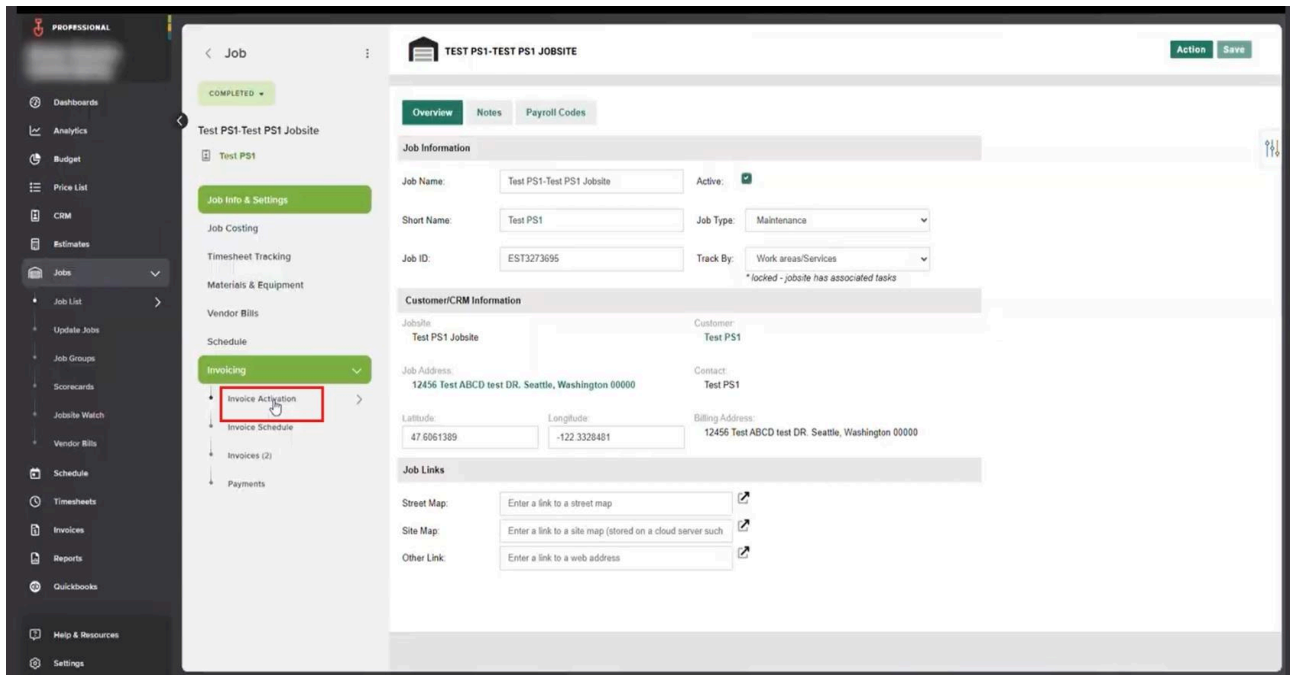 PROFESSIONAL
Dashboards
Analytics
Budget
Price List
CRM
Estimates
Jobs
Job List
Update Jobs
Job Groups
Scorecards
Jobsite Watch
Vendor Bills
Schedule
Timesheets
Invoices
Reports
Quickbooks
Help & Resources
Settings
Job
COMPLETED
Test PS1-Test PS1 Jobsite
Test PS1
Job Info & Settings
Job Costing
Timesheet Tracking
Materials & Equipment
Vendor Bills
Schedule
Invoicing
Invoice Activation
Invoice Schedule
Invoices (2)
Payments
TEST PS1-TEST PS1 JOBSITE
Action Save
Overview Notes Payroll Codes
Job Information
Job Name: Test PS1-Test PS1 Jobsite Active:
Short Name: Test PS1 Job Type: Maintenance
Job ID: EST3273695 Track By: Work areas/Services
* locked - jobsite has associated tasks
Customer/CRM Information
Jobsite: Customer:
Test PS1 Jobsite Test PS1
Job Address: Contact:
12456 Test ABCD test DR. Seattle, Washington 00000 Test PS1
Latitude: Longitude: Billing Address:
47.6061389 -122.3328481 12456 Test ABCD test DR. Seattle, Washington 00000
Job Links
Street Map: Enter a link to a street map
Site Map: Enter a link to a site map (stored on a cloud server such
Other Link: Enter a link to a web address